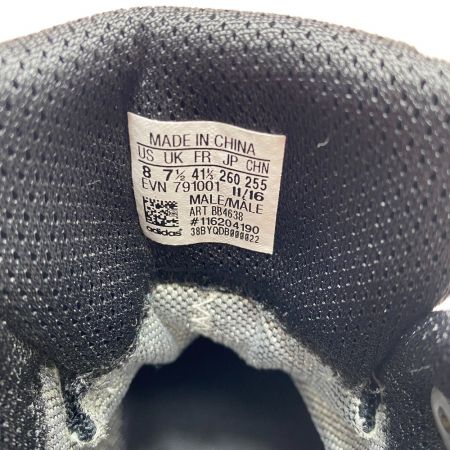 MADE IN CHINA
US UK FR JP CHN
8 7½ 41⅓ 260 255
EVN 791001 11/16
MALE/MALE
ART BB4638
#116204190
adidas 38BYQDB000022